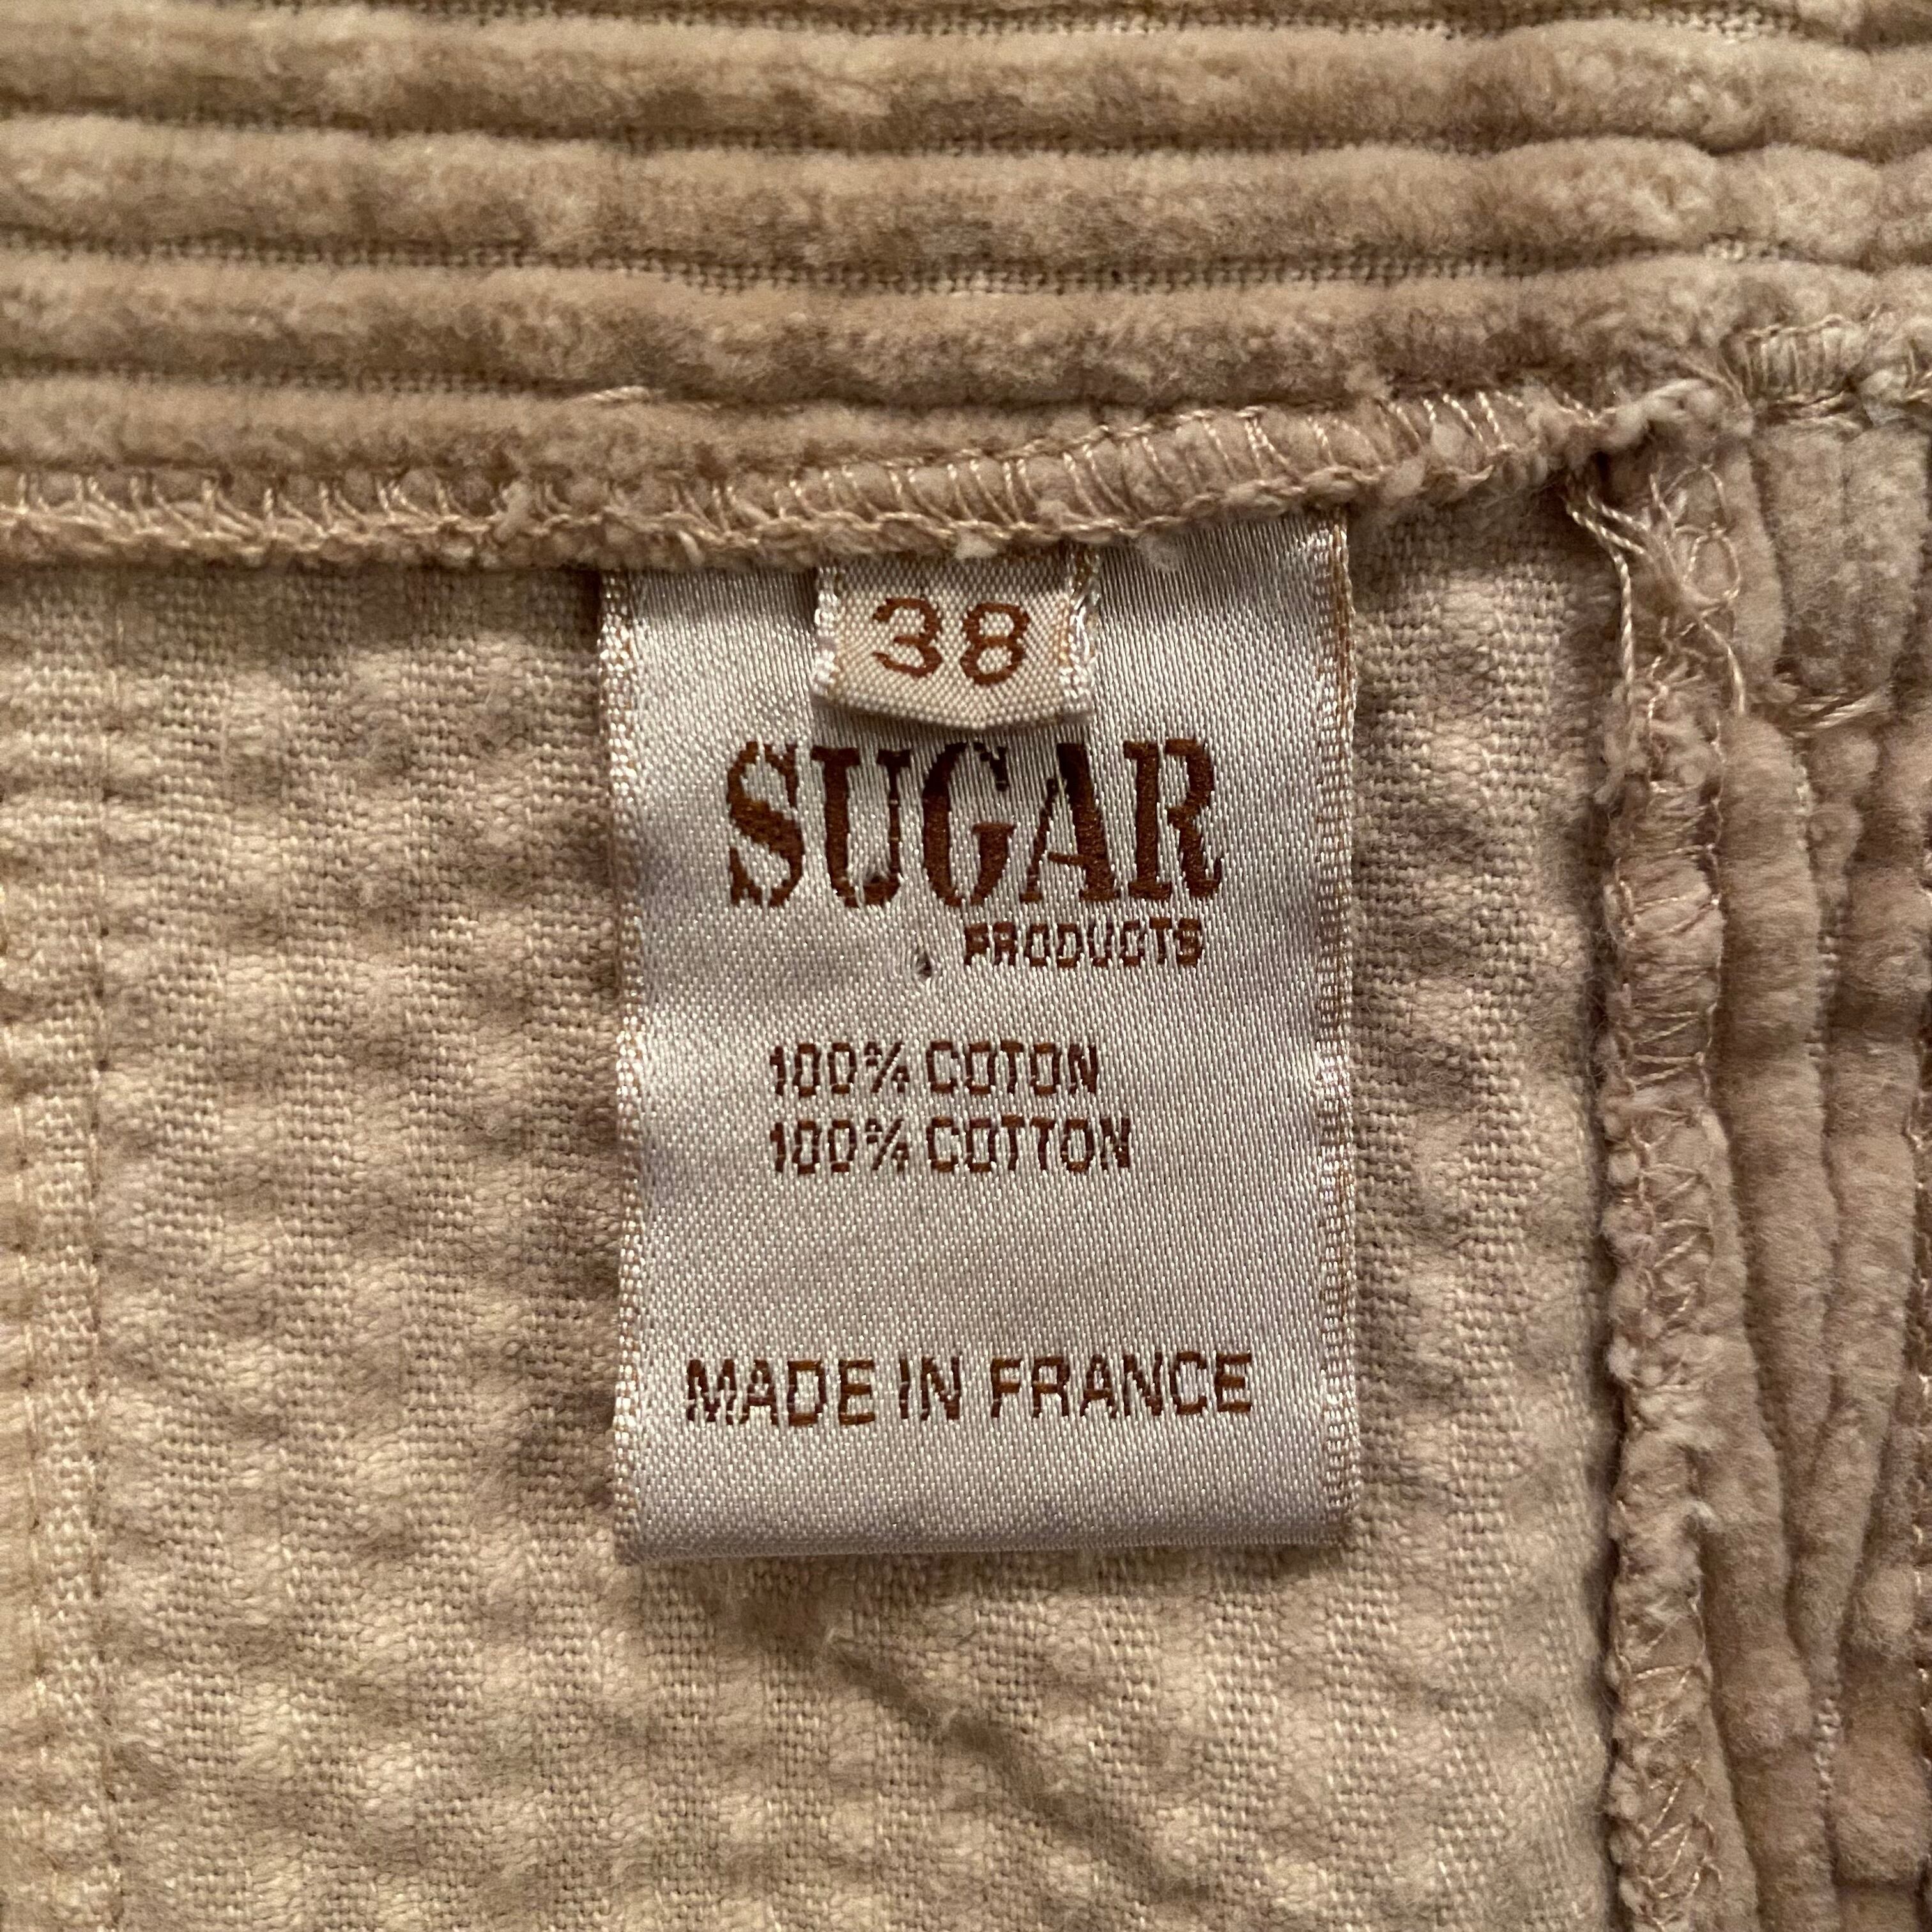 38
SUGAR
PRODUCTS
100% COTON
100% COTTON
MADE IN FRANCE